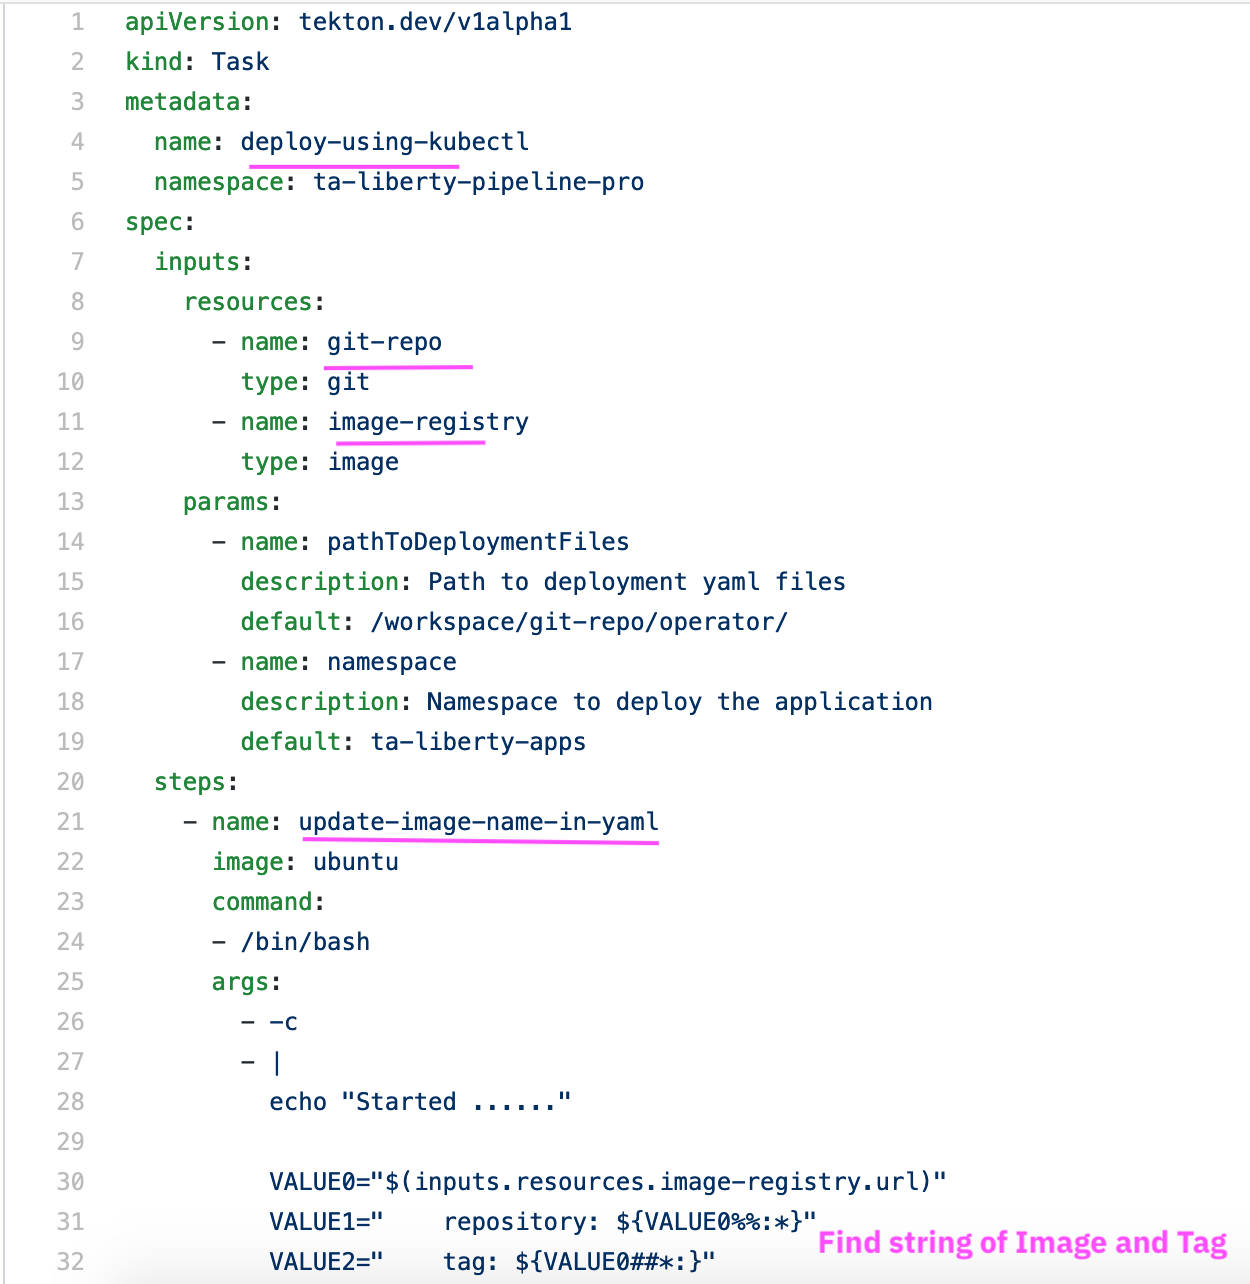 1 apiVersion: tekton.dev/v1alpha1
2 kind: Task
3 metadata:
4   name: deploy-using-kubectl
5   namespace: ta-liberty-pipeline-pro
6 spec:
7   inputs:
8     resources:
9       - name: git-repo
10         type: git
11       - name: image-registry
12         type: image
13     params:
14       - name: pathToDeploymentFiles
15         description: Path to deployment yaml files
16         default: /workspace/git-repo/operator/
17       - name: namespace
18         description: Namespace to deploy the application
19         default: ta-liberty-apps
20   steps:
21     - name: update-image-name-in-yaml
22       image: ubuntu
23       command:
24       - /bin/bash
25       args:
26         - -c
27         - |
28           echo "Started ......"
29
30           VALUE0="$(inputs.resources.image-registry.url)"
31           VALUE1="    repository: ${VALUE0%%:*}"
Find string of Image and Tag
32           VALUE2="    tag: ${VALUE0##*:}"